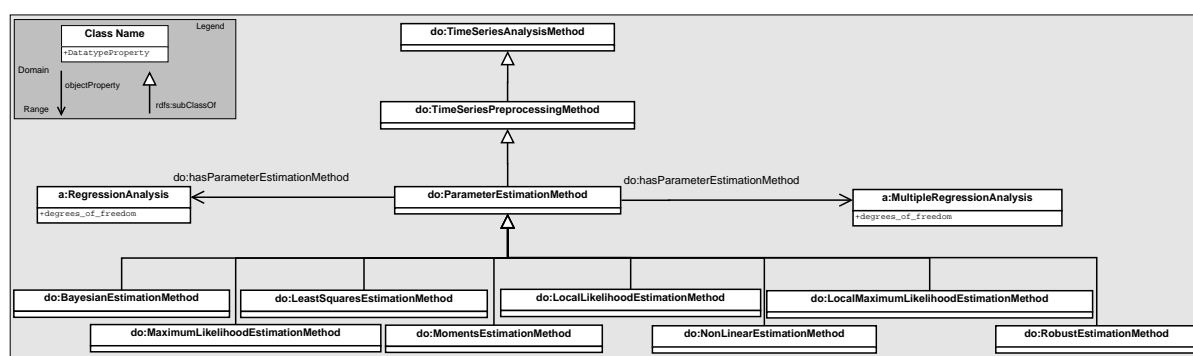 Class Name
Legend
+DatatypeProperty
Domain
objectProperty
Range
rdfs:subClassOf
do:TimeSeriesAnalysisMethod
do:TimeSeriesPreprocessingMethod
do:hasParameterEstimationMethod
do:hasParameterEstimationMethod
a:RegressionAnalysis
+degrees_of_freedom
do:ParameterEstimationMethod
a:MultipleRegressionAnalysis
+degrees_of_freedom
do:BayesianEstimationMethod
do:LeastSquaresEstimationMethod
do:LocalLikelihoodEstimationMethod
do:LocalMaximumLikelihoodEstimationMethod
do:MaximumLikelihoodEstimationMethod
do:MomentsEstimationMethod
do:NonLinearEstimationMethod
do:RobustEstimationMethod